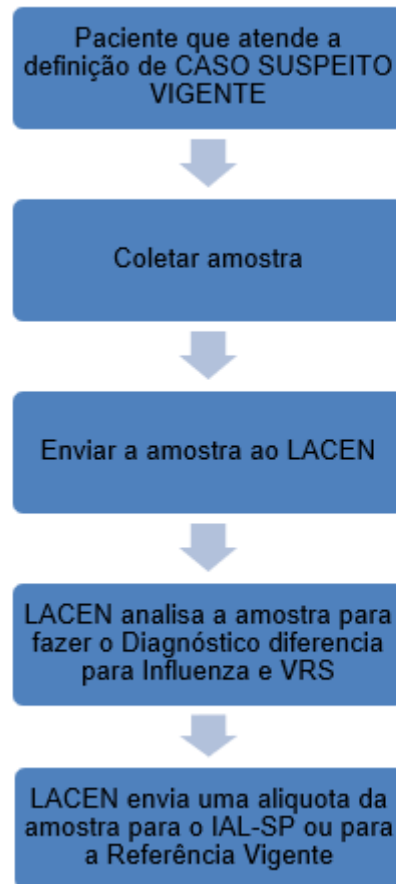 Paciente que atende a
definição de CASO SUSPEITO
VIGENTE
Coletar amostra
Enviar a amostra ao LACEN
LACEN analisa a amostra para
fazer o Diagnóstico diferencia
para Influenza e VRS
LACEN envia uma aliquota da
amostra para o IAL-SP ou para
a Referência Vigente